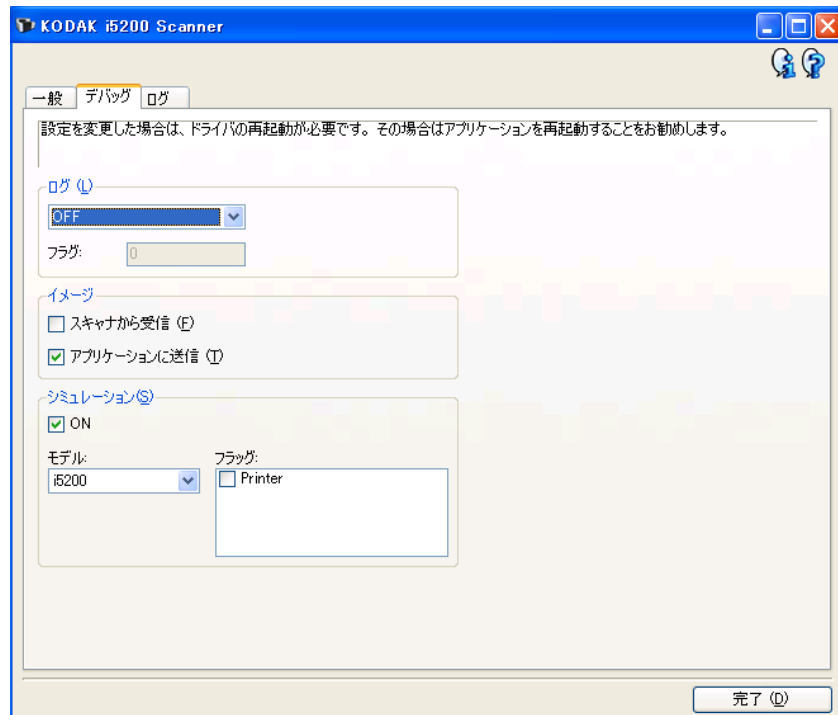 KODAK i5200 Scanner
一般 デバッグ ログ
設定を変更した場合は、ドライバの再起動が必要です。その場合はアプリケーションを再起動することをお勧めします。
ログ (L)
OFF
フラグ: 0
イメージ
スキャナから受信 (F)
アプリケーションに送信 (T)
シミュレーション(S)
ON
モデル: フラッグ:
i5200 Printer
完了 (D)